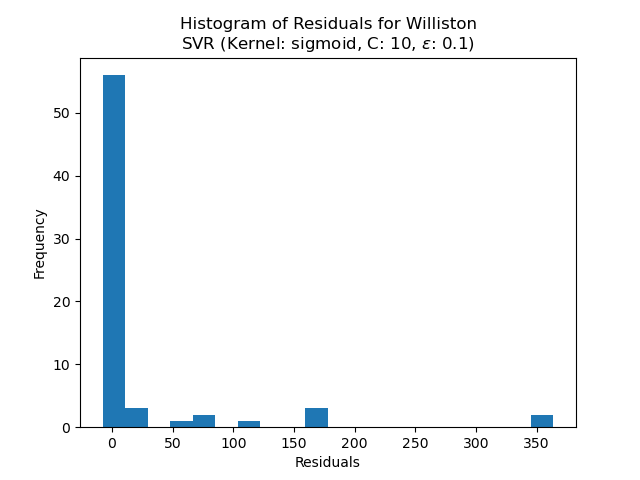 Histogram of Residuals for Williston
SVR (Kernel: sigmoid, C: 10, ε: 0.1)
Frequency
50
40
30
20
10
0
0 50 100 150 200 250 300 350
Residuals